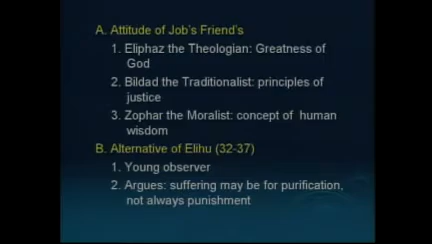 A. Attitude of Job's Friend's
1. Eliphaz the Theologian: Greatness of
God
2. Bildad the Traditionalist: principles of
justice
3. Zophar the Moralist: concept of human
wisdom
B. Alternative of Elihu (32-37)
1. Young observer
2. Argues: suffering may be for purification,
not always punishment